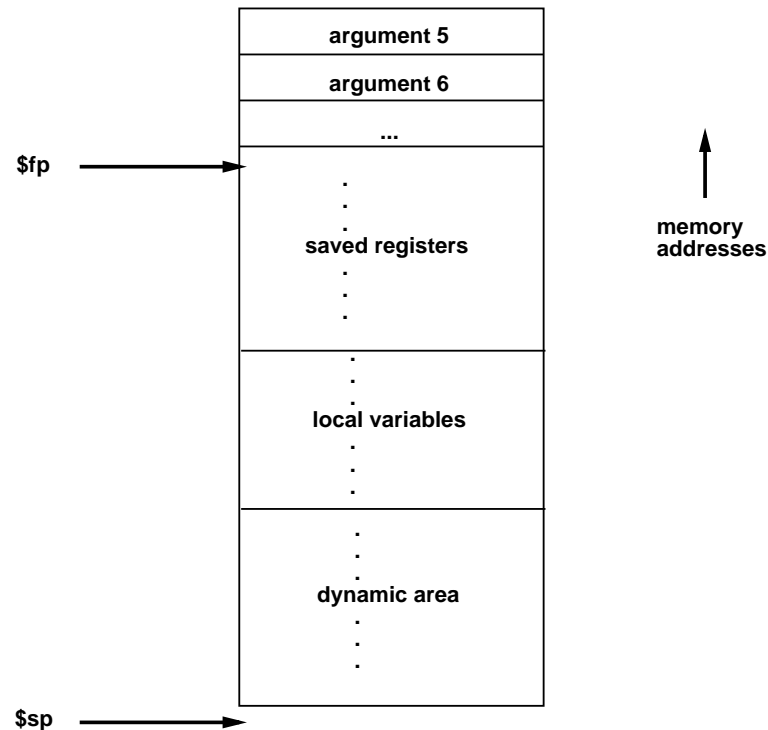 argument 5
argument 6
...
$fp
saved registers
memory
addresses
local variables
dynamic area
$sp